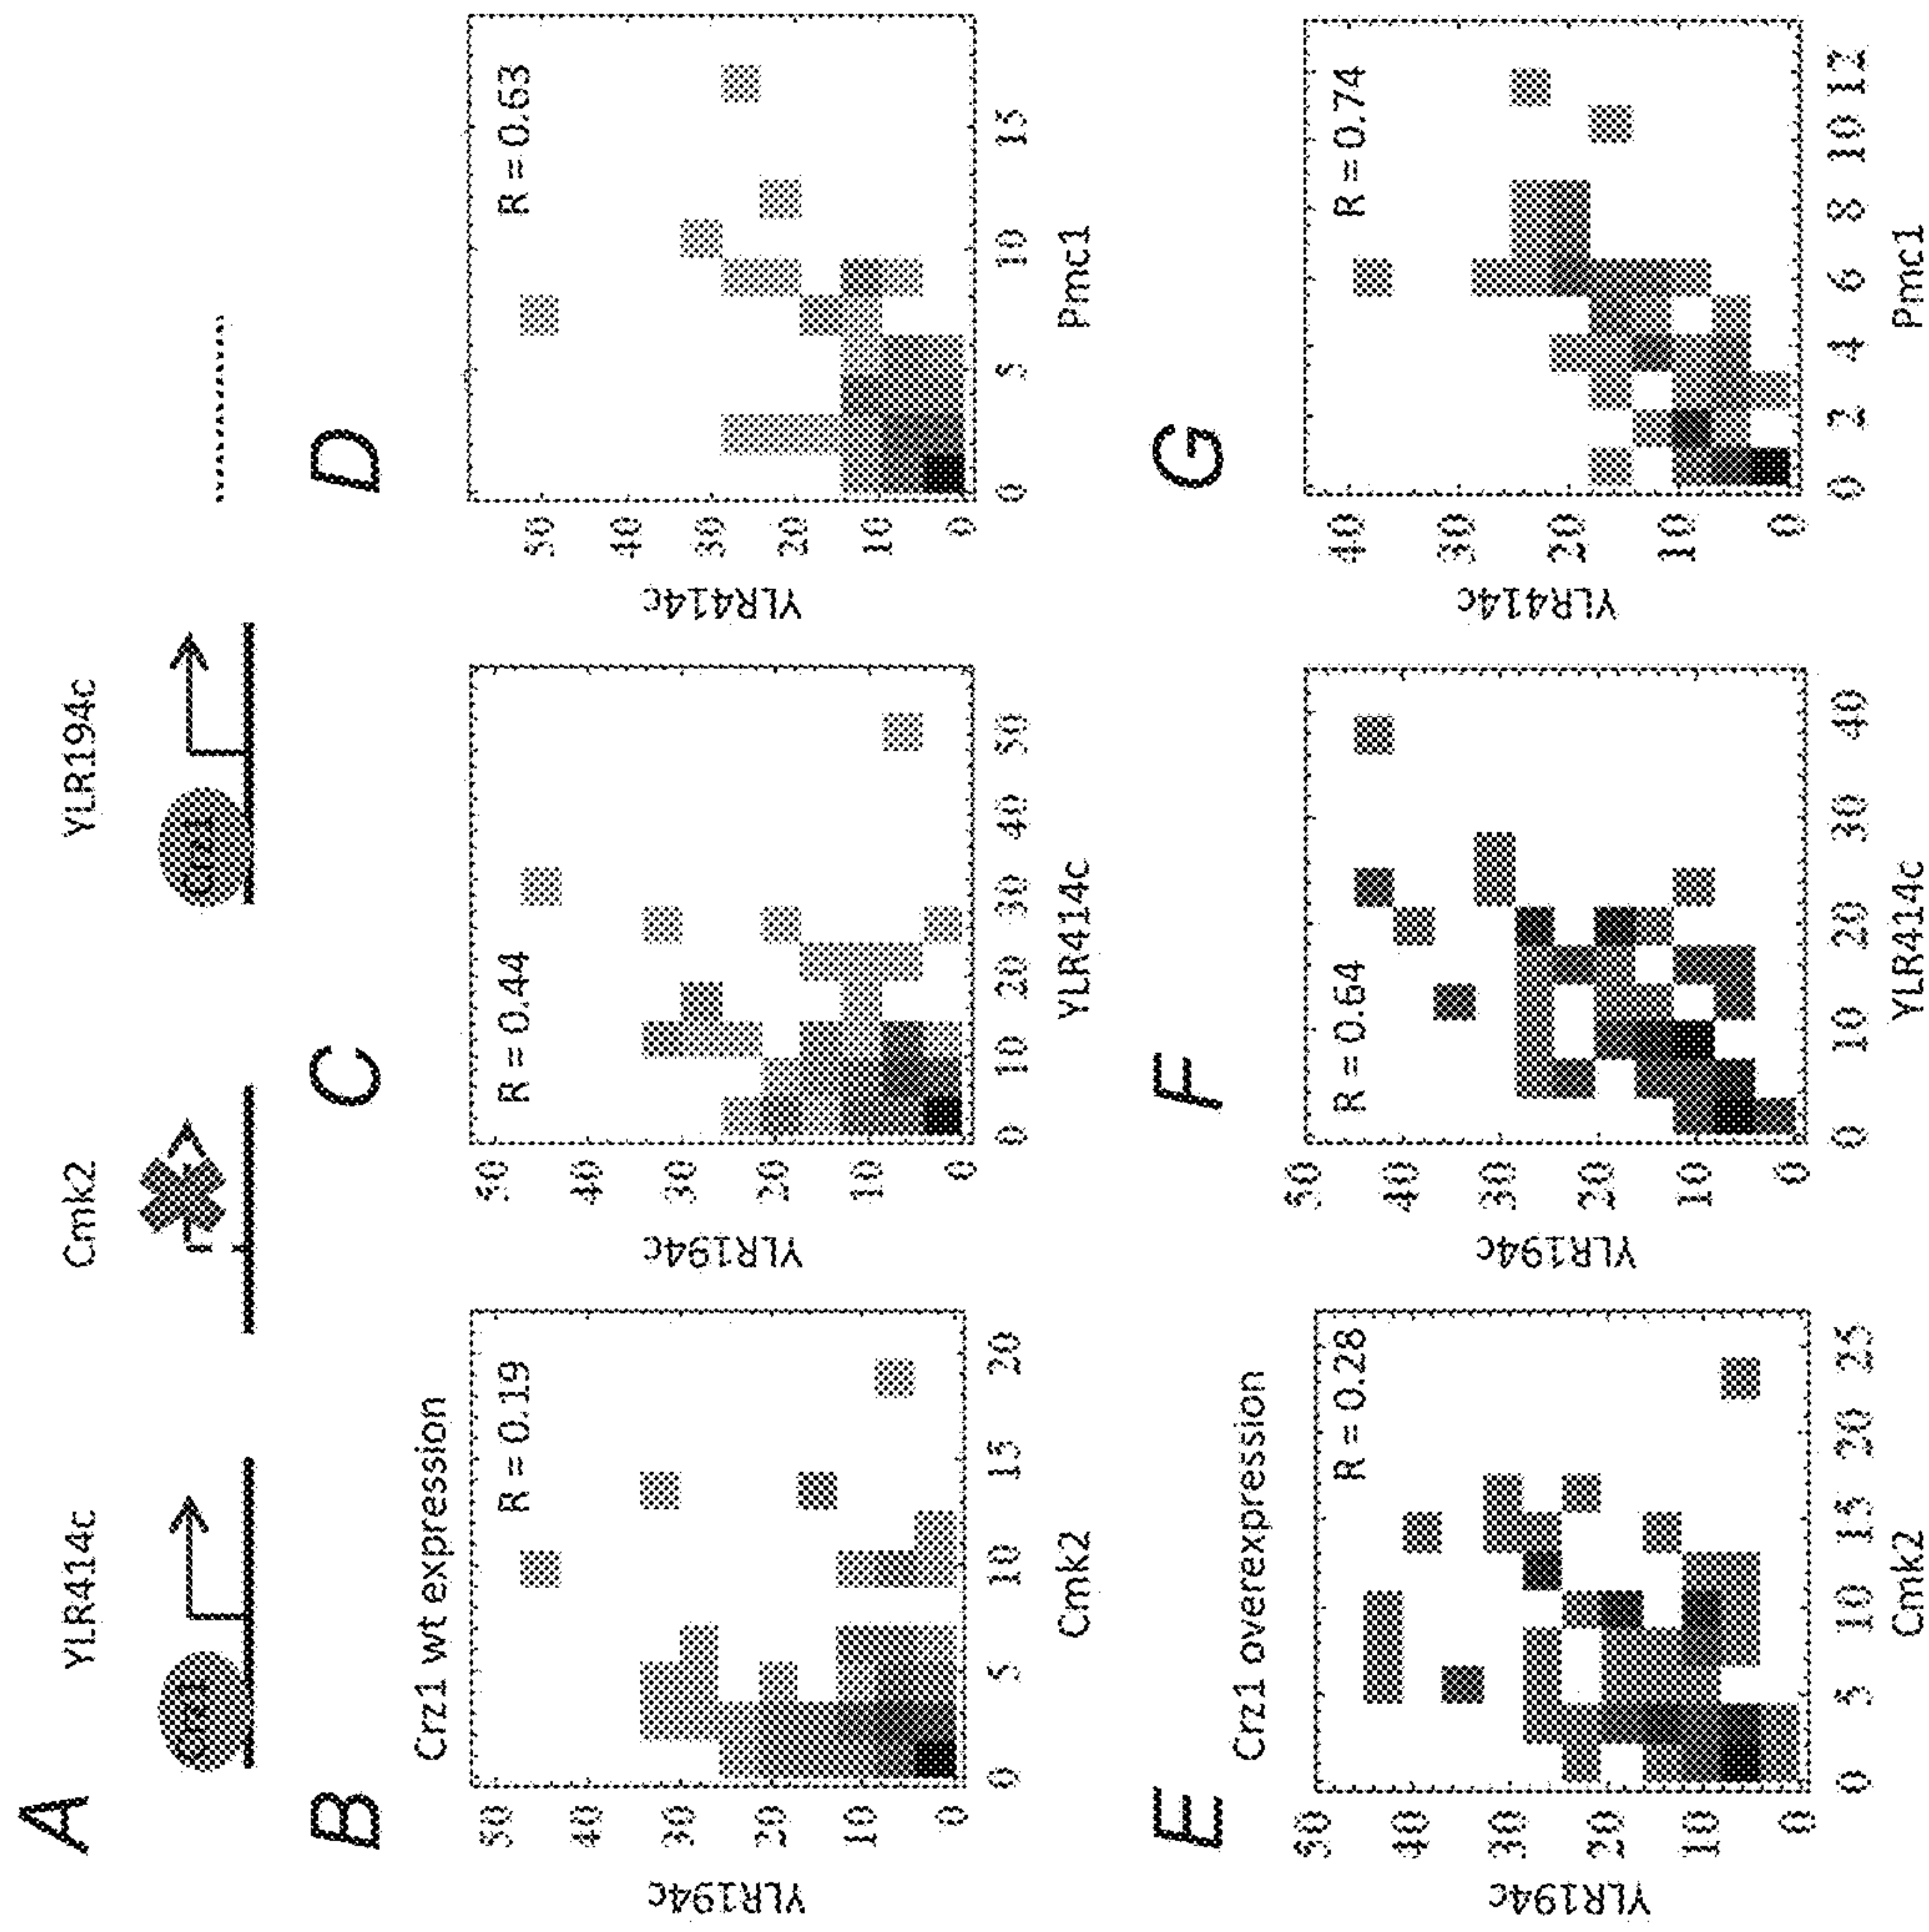 A
YLR414c
Cmk2
YLR194c
B
C
D
Crz1 wt expression
R = 0.19
50
40
30
20
10
0
YLR194c
0 5 10 15 20
Cmk2
R = 0.44
50
40
30
20
10
0
YLR194c
0 10 20 30 40 50
YLR414c
R = 0.63
50
40
30
20
10
0
YLR414c
0 5 10 15
Pmc1
E
F
G
Crz1 overexpression
R = 0.28
50
40
30
20
10
0
YLR194c
0 5 10 15 20 25
Cmk2
R = 0.64
50
40
30
20
10
0
YLR194c
0 10 20 30 40
YLR414c
R = 0.74
40
30
20
10
0
YLR414c
0 2 4 6 8 10 12
Pmc1